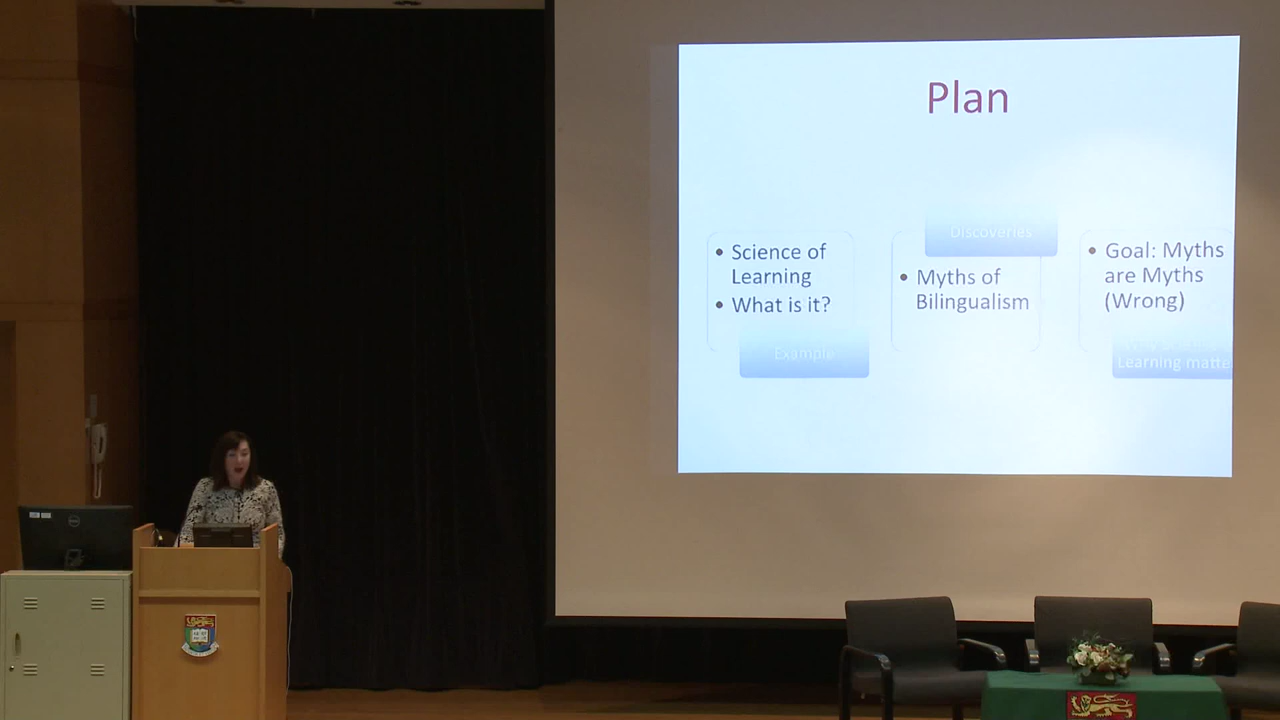 Plan
Science of
Learning
What is it?
Example
Discoveries
Myths of
Bilingualism
Goal: Myths
are Myths
(Wrong)
Learning matte